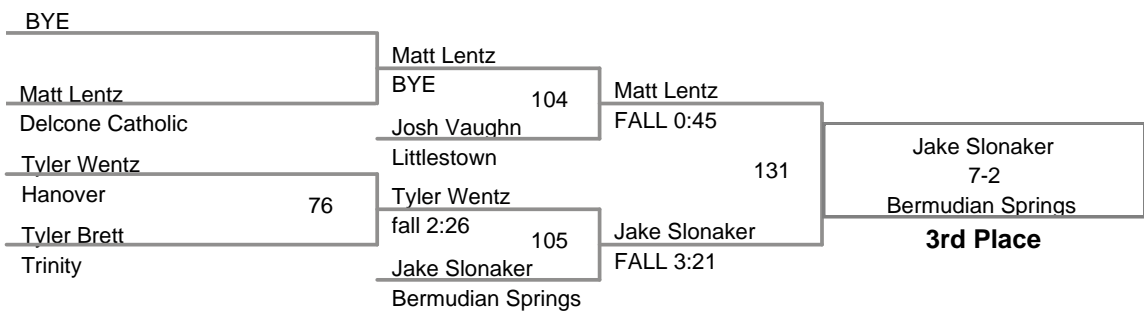 BYE
Matt Lentz
Delcone Catholic
Tyler Wentz
Hanover
76
Tyler Brett
Trinity
Matt Lentz
BYE
104
Josh Vaughn
Littlestown
Tyler Wentz
fall 2:26
105
Jake Slonaker
Bermudian Springs
Matt Lentz
FALL 0:45
131
Jake Slonaker
FALL 3:21
Jake Slonaker
7-2
Bermudian Springs
3rd Place